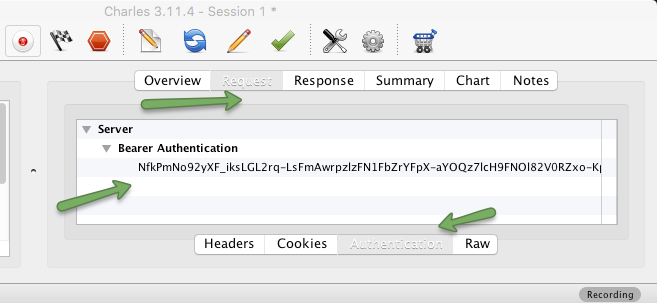 Charles 3.11.4 - Session 1 *
Overview Request Response Summary Chart Notes
Server
Bearer Authentication
NfkPmNo92yXF_iksLGL2rq-LsFmAwrpzlzFN1FbZrYFpX-aYOQz7lcH9FNOl82V0RZxo-Kp
Headers Cookies Authentication Raw
Recording